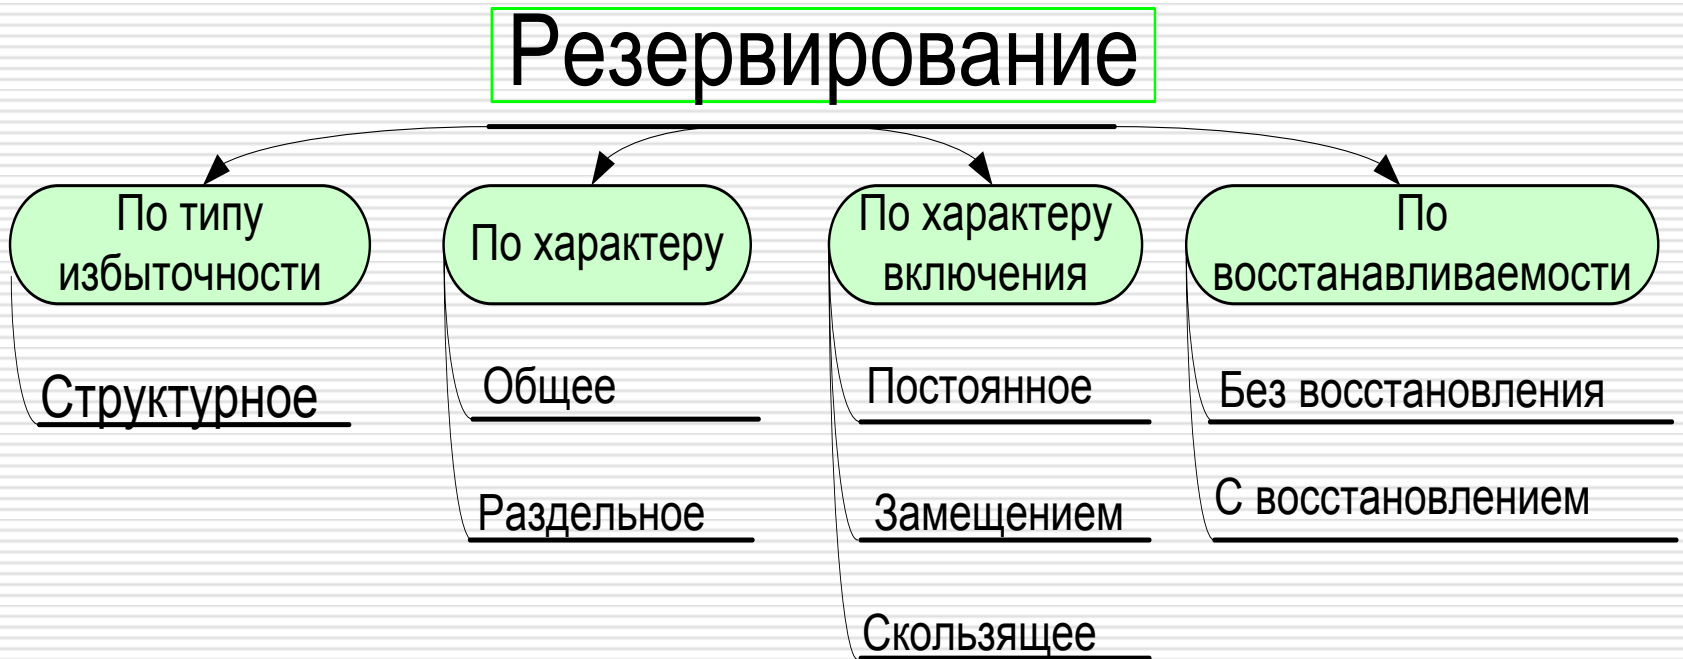 Резервирование
По типу
избыточности
По характеру
По характеру
включения
По
восстанавливаемости
Структурное
Общее
Раздельное
Постоянное
Замещением
Скользящее
Без восстановления
С восстановлением